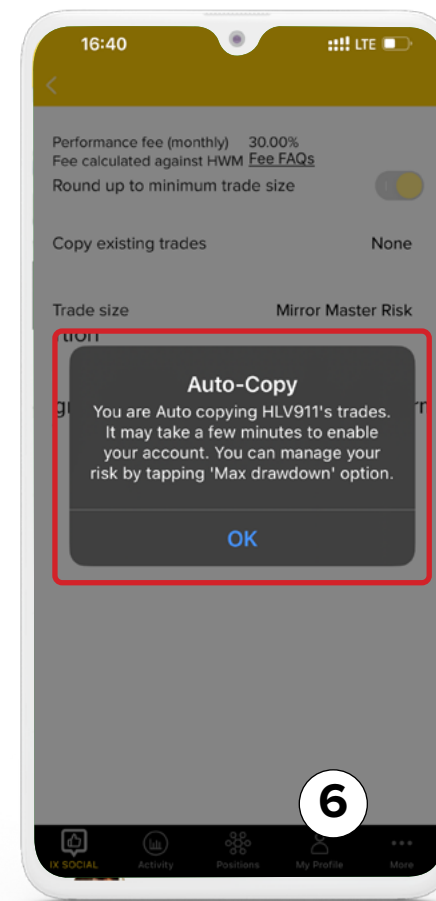 16:40
LTE
Performance fee (monthly) 30.00%
Fee calculated against HWM Fee FAQs
Round up to minimum trade size
Copy existing trades None
Trade size Mirror Master Risk
Auto-Copy
You are Auto copying HLV911's trades.
It may take a few minutes to enable
your account. You can manage your
risk by tapping 'Max drawdown' option.
OK
6
IX SOCIAL Activity Positions My Profile More